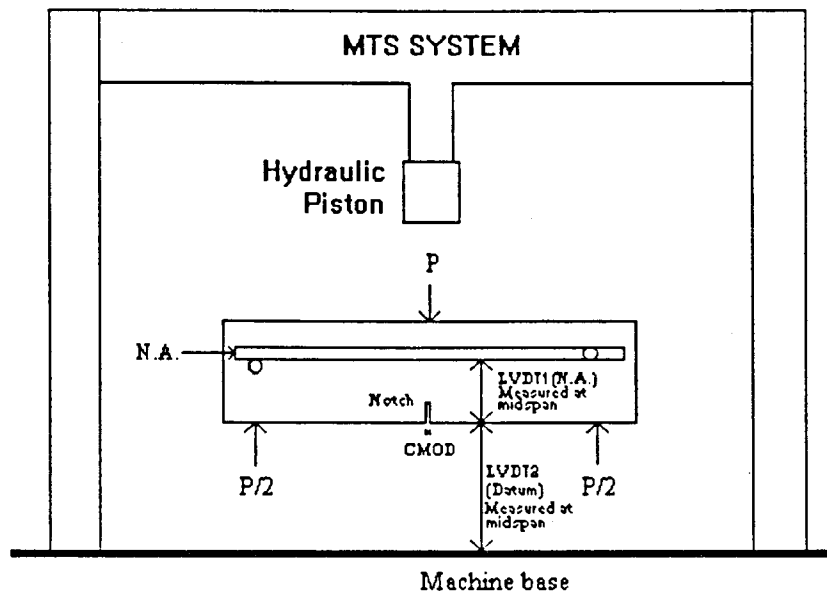 MTS SYSTEM
Hydraulic
Piston
P
N.A.
LVDT1 (N.A.)
Measured at
midspan
Notch
CMOD
P/2
P/2
LVDT2
(Datum)
Measured at
midspan
Machine base